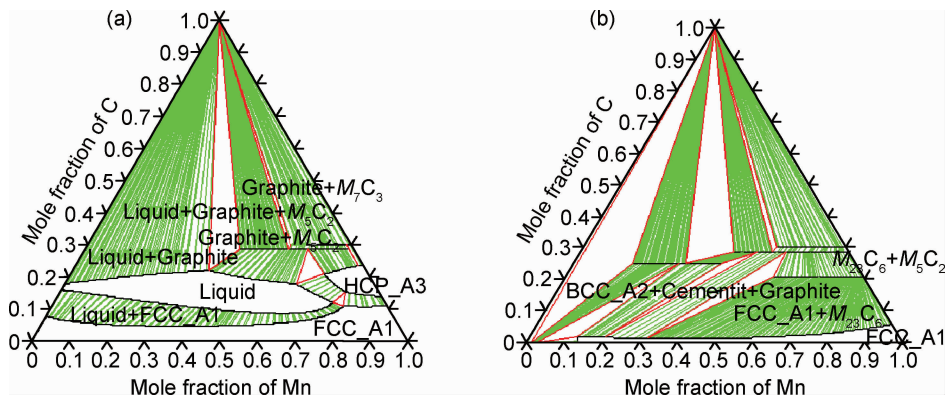 (a)
1.0
0.9
0.8
0.7
0.6
0.5
0.4
0.3
0.2
0.1
0
Mole fraction of C
Graphite+M7C3
Liquid+Graphite+M7C3
Graphite+M5C2
Liquid+Graphite
Liquid
HCP_A3
Liquid+FCC_A1
FCC_A1
0 0.1 0.2 0.3 0.4 0.5 0.6 0.7 0.8 0.9 1.0
Mole fraction of Mn
(b)
1.0
0.9
0.8
0.7
0.6
0.5
0.4
0.3
0.2
0.1
0
Mole fraction of C
M23C6+M5C2
BCC_A2+Cementit+Graphite
FCC_A1+M23C6
FCC_A1
0 0.1 0.2 0.3 0.4 0.5 0.6 0.7 0.8 0.9 1.0
Mole fraction of Mn